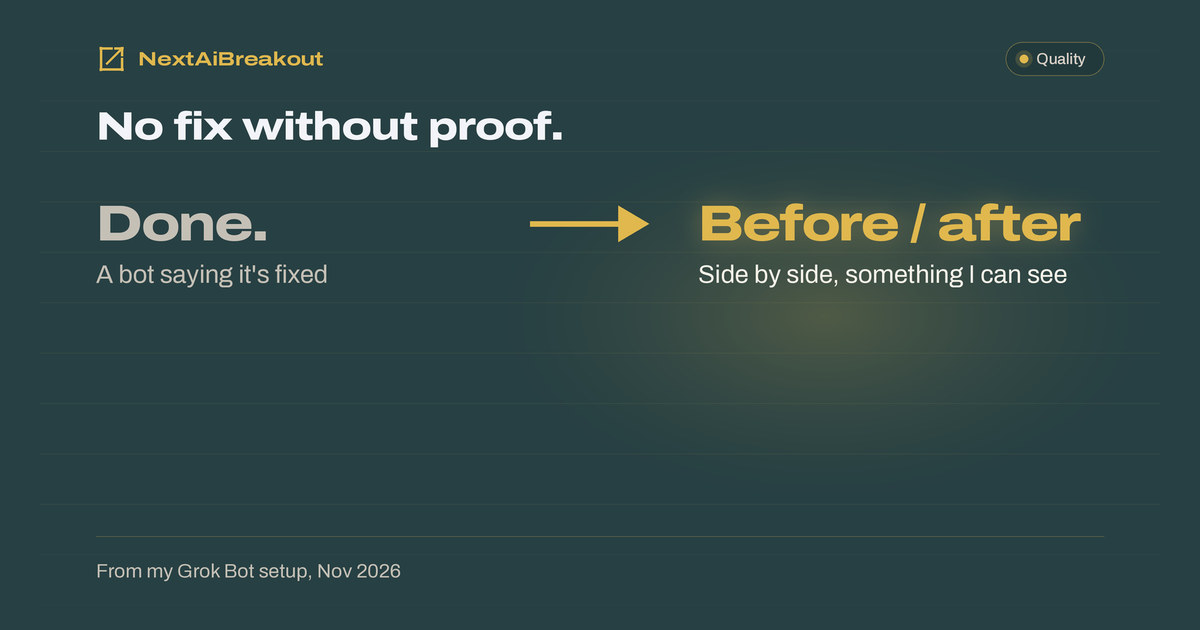 NextAiBreakout
Quality
No fix without proof.
Done.
A bot saying it's fixed
Before / after
Side by side, something I can see
From my Grok Bot setup, Nov 2026